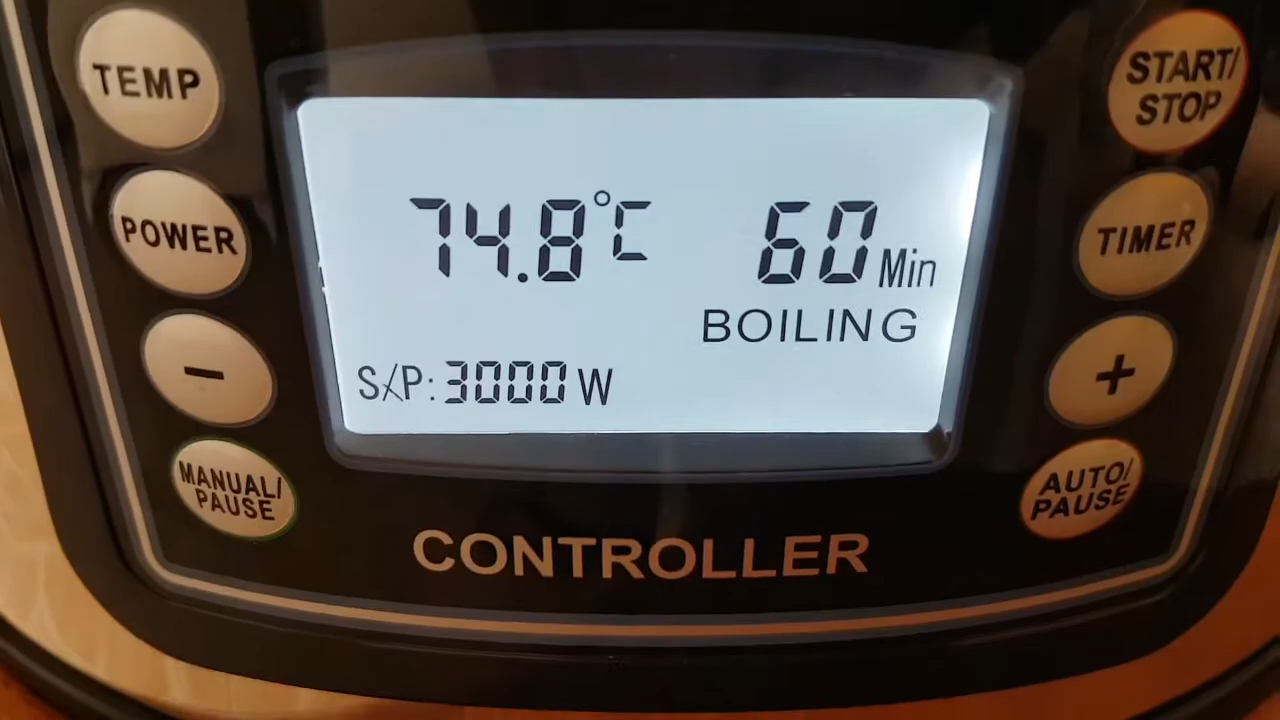 TEMP
START/
STOP
74.8°C 60 Min
POWER
TIMER
BOILING
S/P: 3000 W
-
+
MANUAL/
PAUSE
AUTO/
PAUSE
CONTROLLER